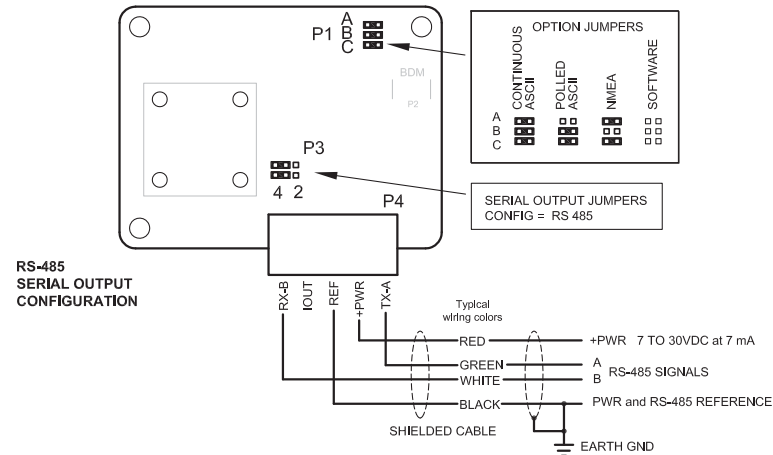 P1
A
B
C
BDM
P2
P3
4 2
P4
OPTION JUMPERS
CONTINUOUS
ASCII
POLLED
ASCII
NMEA
SOFTWARE
A
B
C
SERIAL OUTPUT JUMPERS
CONFIG = RS 485
RS-485
SERIAL OUTPUT
CONFIGURATION
RX-B
IOUT
REF
+PWR
TX-A
Typical
wiring colors
RED
+PWR 7 TO 30VDC at 7 mA
GREEN
A
WHITE
B
RS-485 SIGNALS
BLACK
PWR and RS-485 REFERENCE
SHIELDED CABLE
EARTH GND